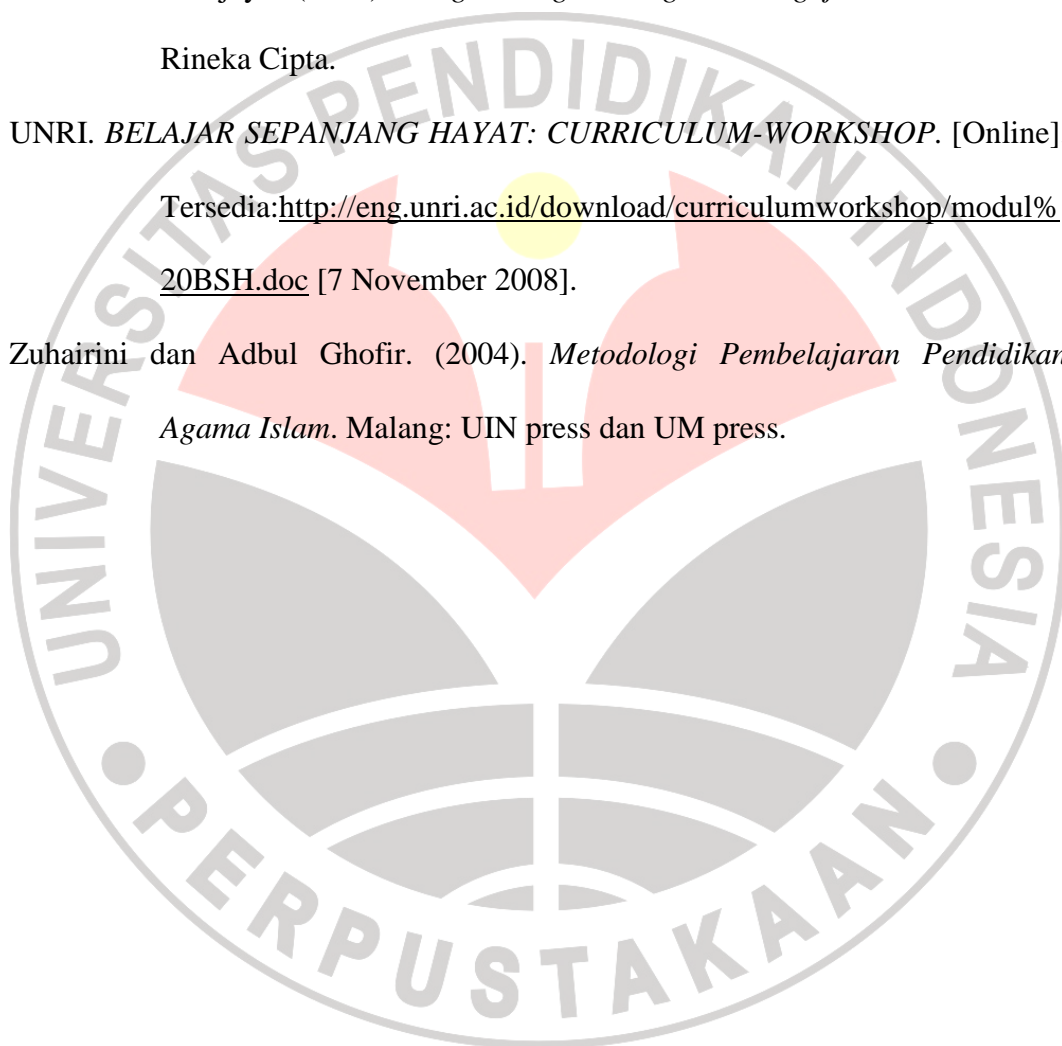 Rineka Cipta.
UNRI. BELAJAR SEPANJANG HAYAT: CURRICULUM-WORKSHOP. [Online]
Tersedia:http://eng.unri.ac.id/download/curriculumworkshop/modul%
20BSH.doc [7 November 2008].
Zuhairini dan Adbul Ghofir. (2004). Metodologi Pembelajaran Pendidikan
Agama Islam. Malang: UIN press dan UM press.
UNIVERSITAS PENDIDIKAN INDONESIA
PERPUSTAKAAN